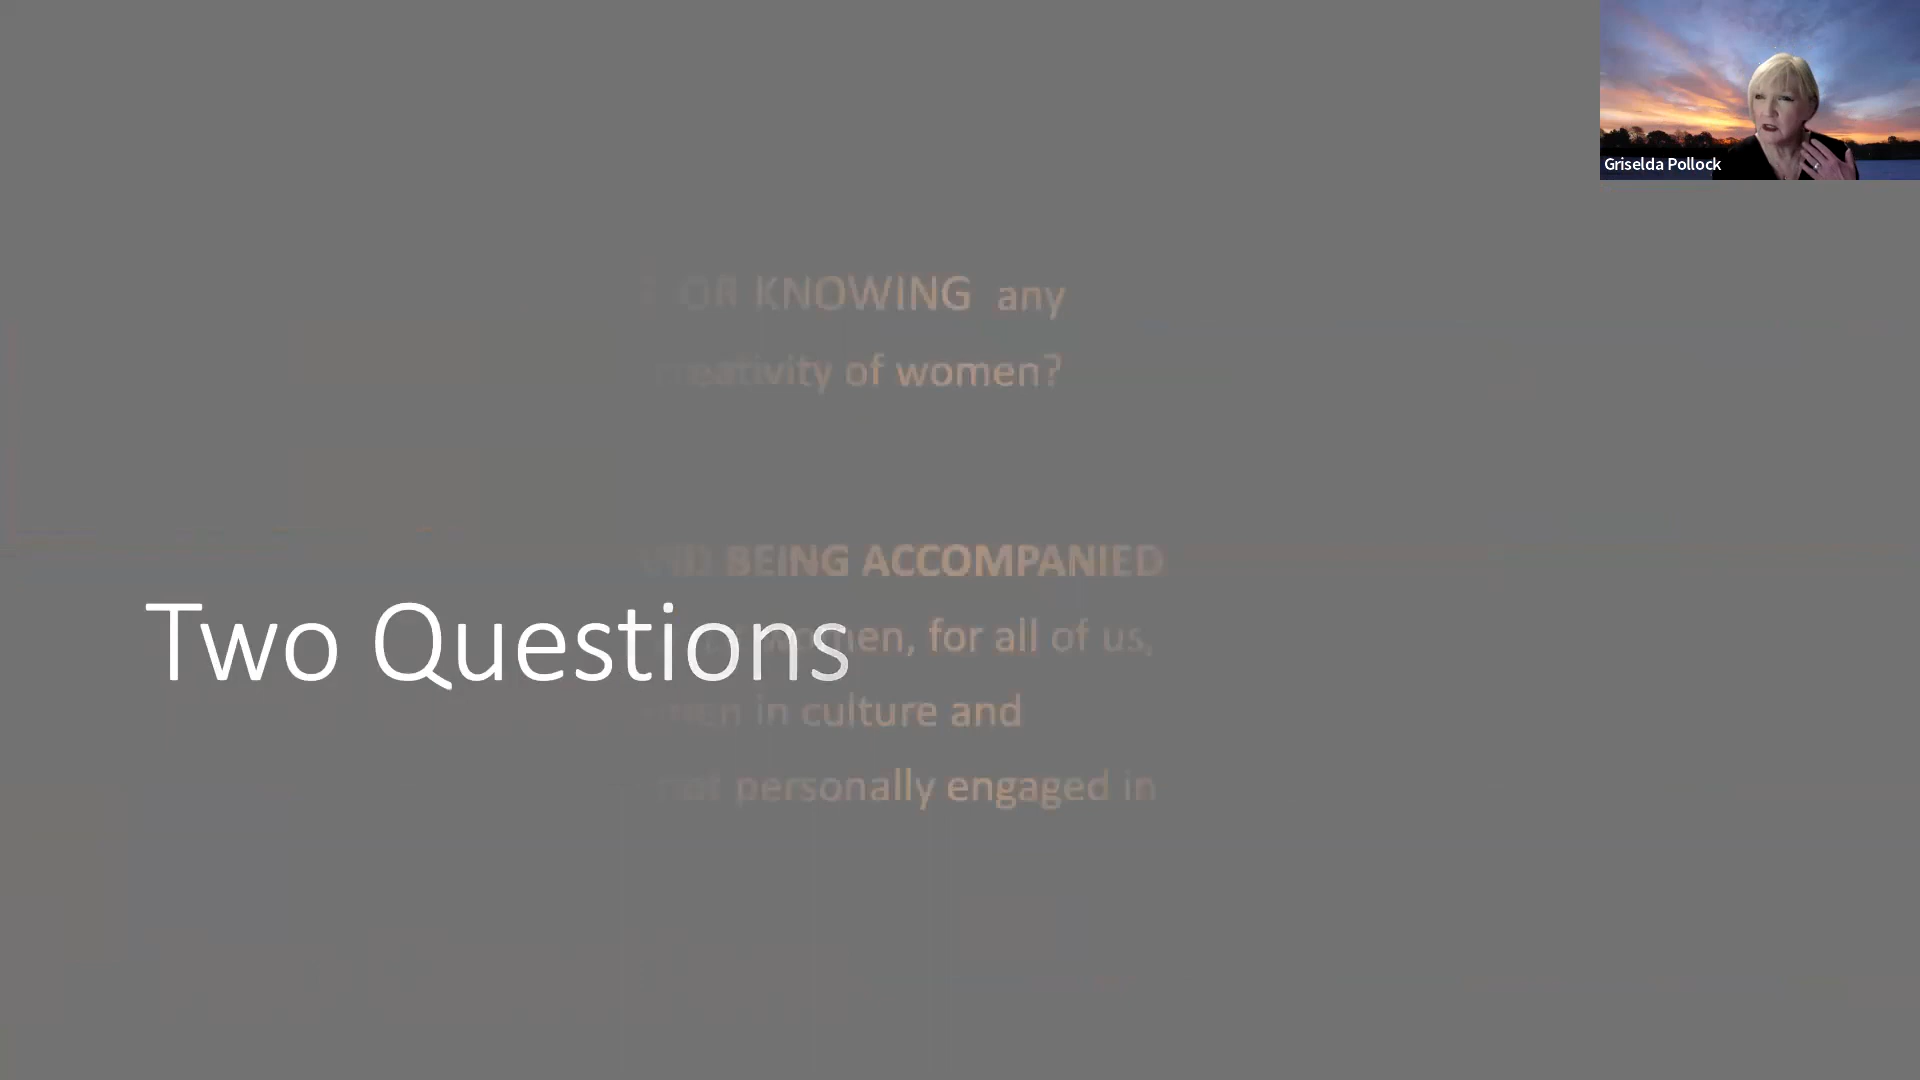 Griselda Pollock
OR KNOWING any
creativity of women?
BEING ACCOMPANIED
Two Questions
women, for all of us,
in culture and
not personally engaged in